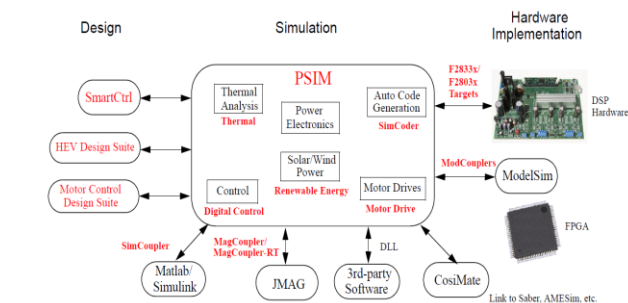 Design
Simulation
Hardware
Implementation
PSIM
SmartCtrl
HEV Design Suite
Motor Control
Design Suite
Thermal
Analysis
Thermal
Power
Electronics
Auto Code
Generation
SimCoder
Solar/Wind
Power
Renewable Energy
Control
Digital Control
Motor Drives
Motor Drive
F2833x/
F2803x
Targets
DSP
Hardware
ModCouplers
ModelSim
FPGA
SimCoupler
MagCoupler/
MagCoupler-RT
DLL
Matlab/
Simulink
JMAG
3rd-party
Software
CosiMate
Link to Saber, AMESim, etc.